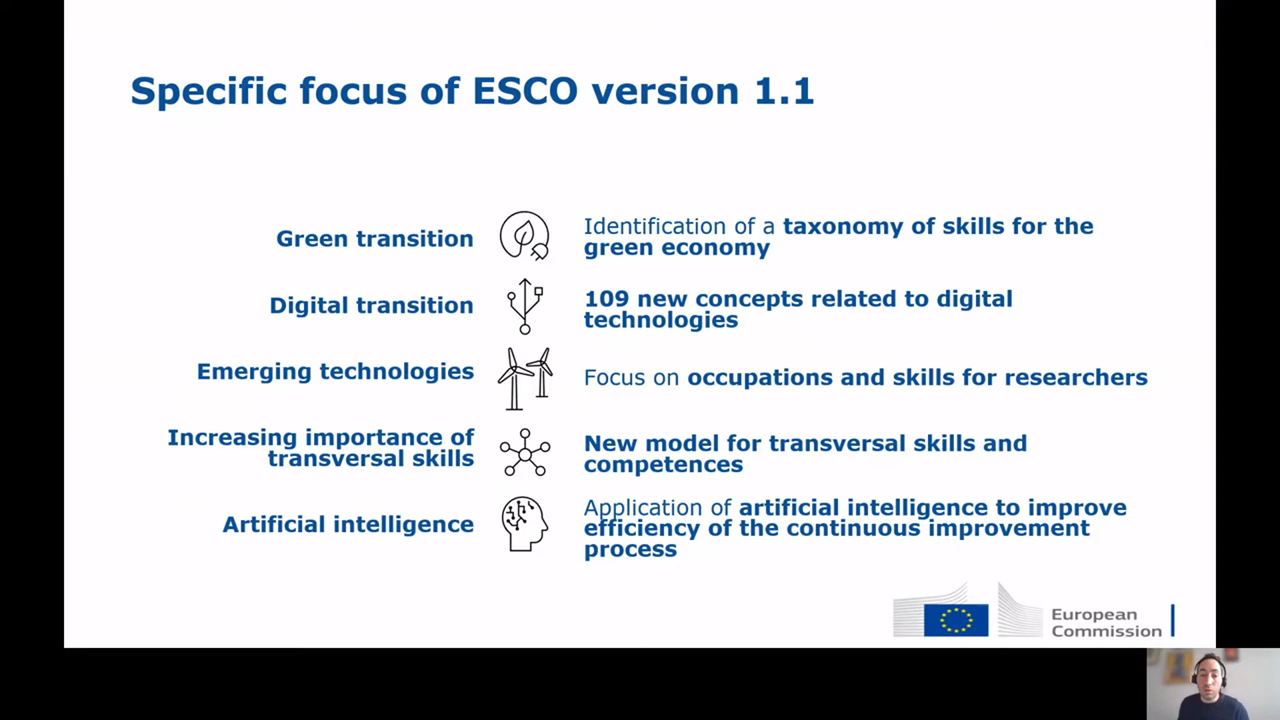 Specific focus of ESCO version 1.1
Green transition
Identification of a taxonomy of skills for the
green economy
Digital transition
109 new concepts related to digital
technologies
Emerging technologies
Focus on occupations and skills for researchers
Increasing importance of
transversal skills
New model for transversal skills and
competences
Artificial intelligence
Application of artificial intelligence to improve
efficiency of the continuous improvement
process
European
Commission